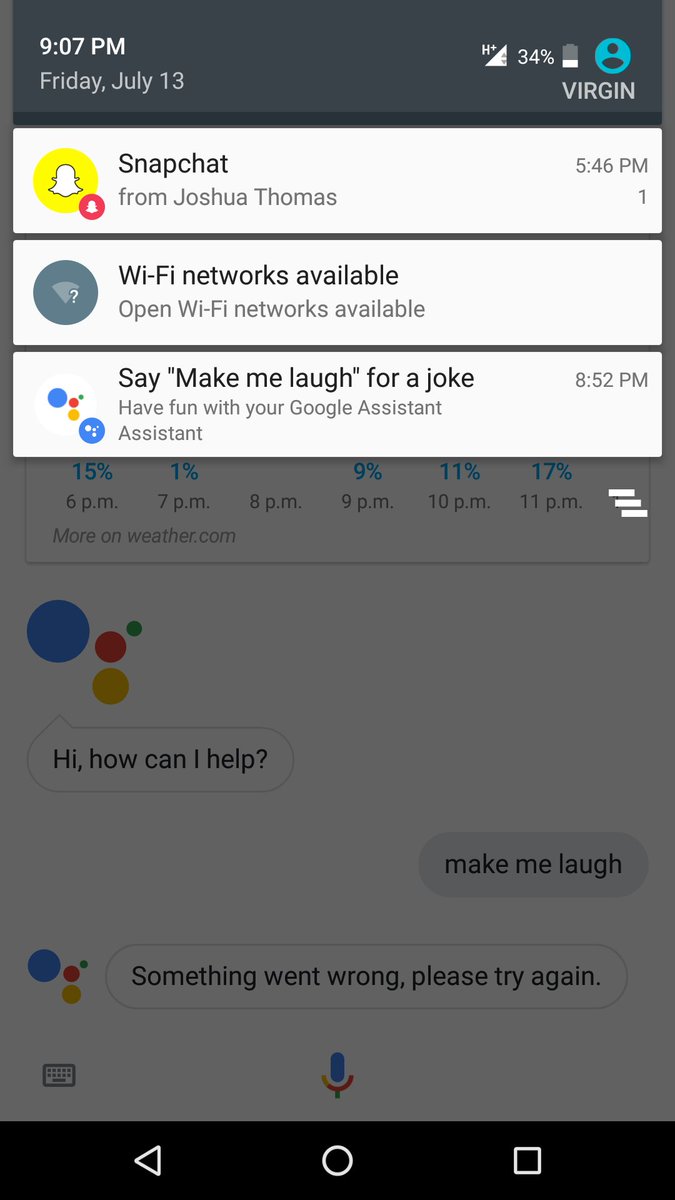 9:07 PM
H+ 34%
Friday, July 13
VIRGIN
Snapchat 5:46 PM
from Joshua Thomas 1
Wi-Fi networks available
? Open Wi-Fi networks available
Say "Make me laugh" for a joke 8:52 PM
Have fun with your Google Assistant
Assistant
15% 1% 9% 11% 17%
6 p.m. 7 p.m. 8 p.m. 9 p.m. 10 p.m. 11 p.m.
More on weather.com
Hi, how can I help?
make me laugh
Something went wrong, please try again.